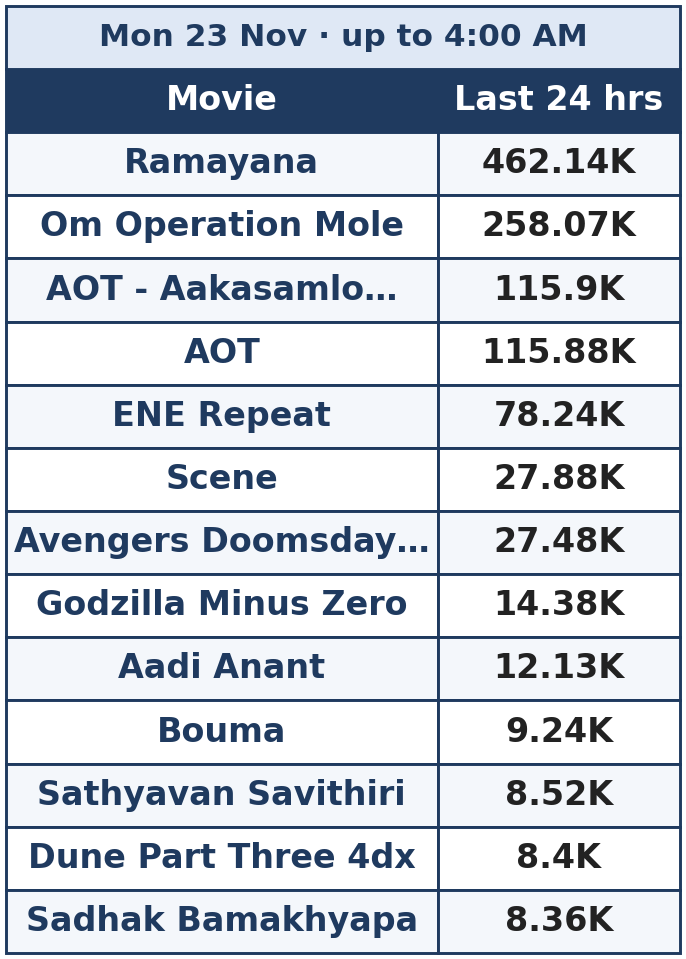 Mon 23 Nov · up to 4:00 AM
Movie Last 24 hrs
Ramayana 462.14K
Om Operation Mole 258.07K
AOT - Aakasamlo... 115.9K
AOT 115.88K
ENE Repeat 78.24K
Scene 27.88K
Avengers Doomsday... 27.48K
Godzilla Minus Zero 14.38K
Aadi Anant 12.13K
Bouma 9.24K
Sathyavan Savithiri 8.52K
Dune Part Three 4dx 8.4K
Sadhak Bamakhyapa 8.36K